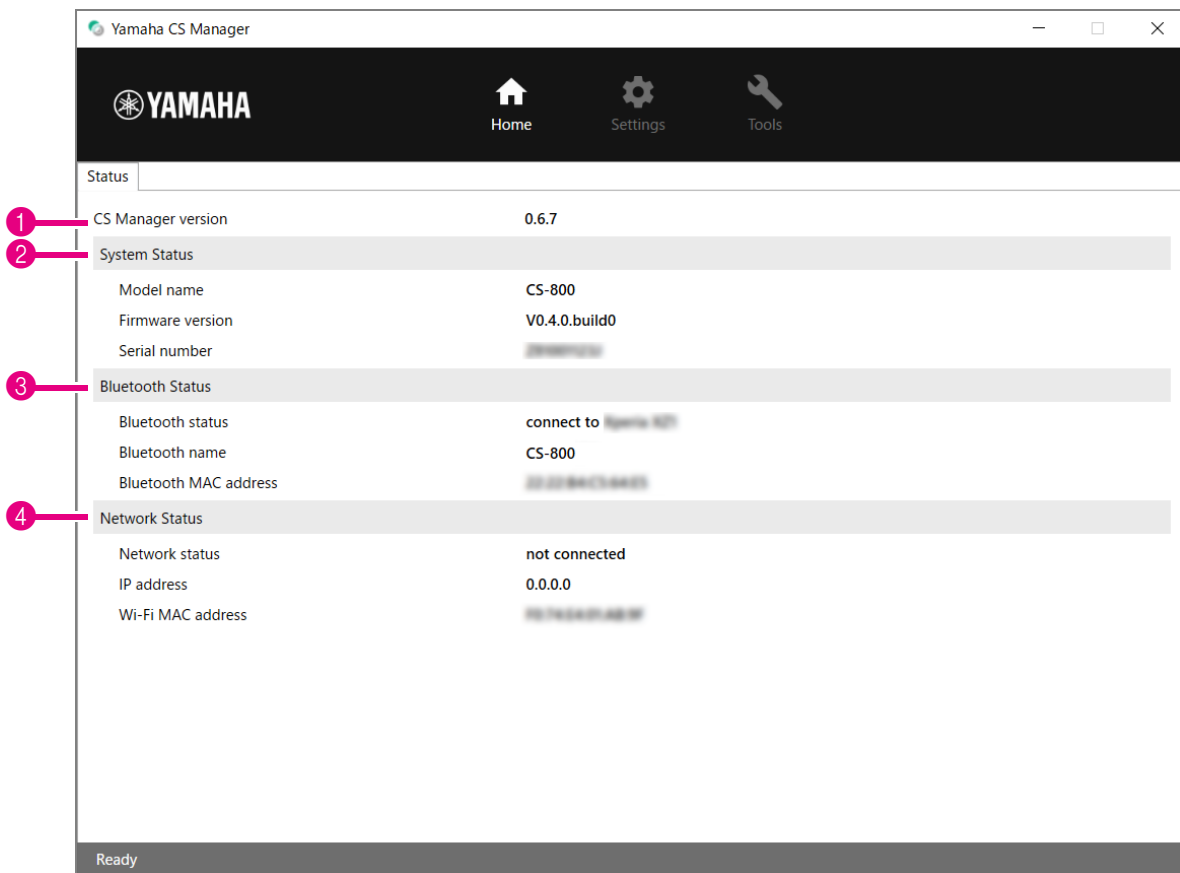 Yamaha CS Manager
YAMAHA
Home Settings Tools
Status
1 CS Manager version 0.6.7
2 System Status
Model name CS-800
Firmware version V0.4.0.build0
Serial number
3 Bluetooth Status
Bluetooth status connect to
Bluetooth name CS-800
Bluetooth MAC address
4 Network Status
Network status not connected
IP address 0.0.0.0
Wi-Fi MAC address
Ready